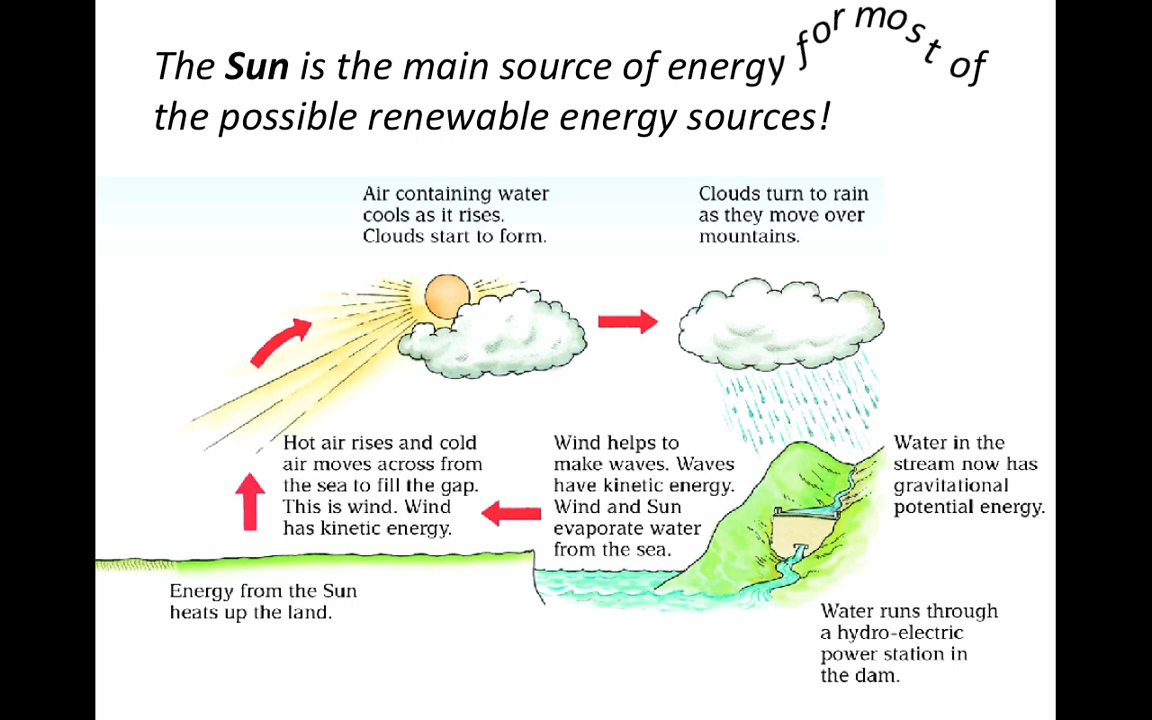 The Sun is the main source of energy for most of
the possible renewable energy sources!
Air containing water
cools as it rises.
Clouds start to form.
Clouds turn to rain
as they move over
mountains.
Hot air rises and cold
air moves across from
the sea to fill the gap.
This is wind. Wind
has kinetic energy.
Wind helps to
make waves. Waves
have kinetic energy.
Wind and Sun
evaporate water
from the sea.
Water in the
stream now has
gravitational
potential energy.
Energy from the Sun
heats up the land.
Water runs through
a hydro-electric
power station in
the dam.